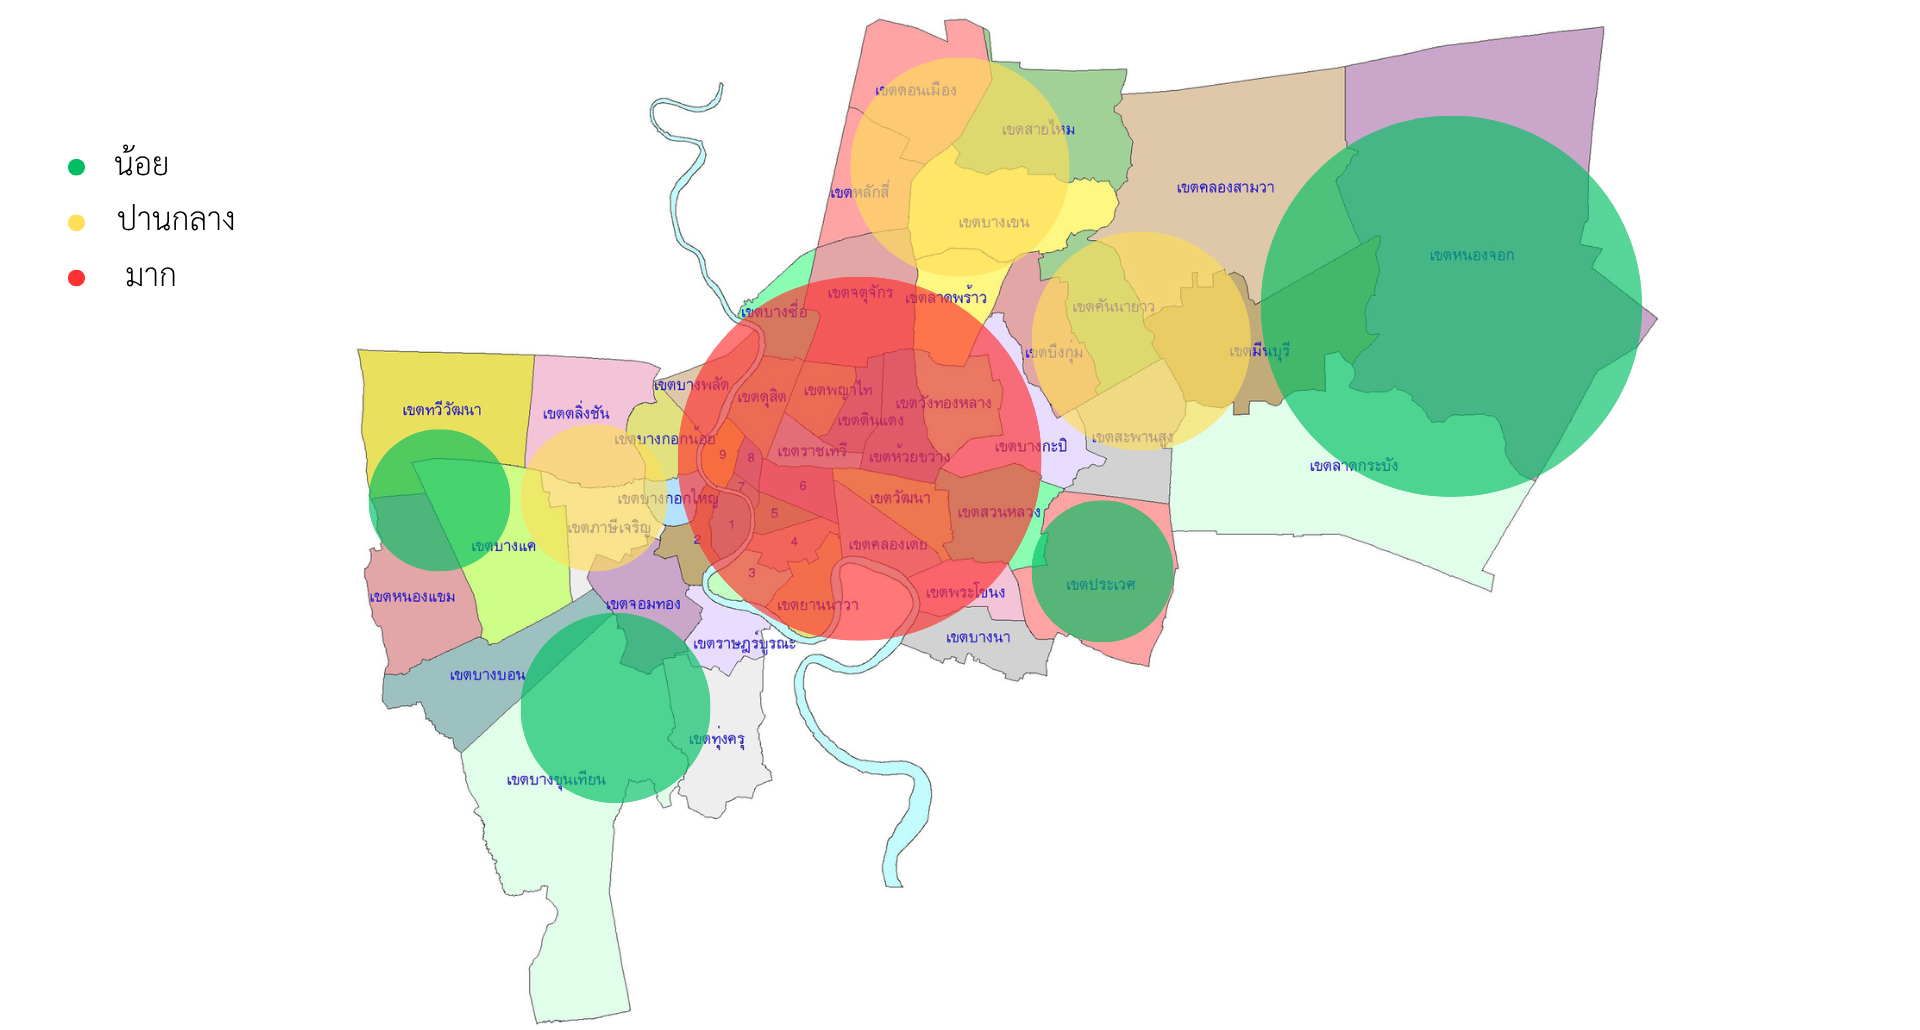 น้อย
ปานกลาง
มาก
เขตดอนเมือง
เขตสายไหม
เขตหลักสี่
เขตคลองสามวา
เขตบางเขน
เขตหนองจอก
เขตจตุจักร
เขตลาดพร้าว
เขตบางซื่อ
เขตคันนายาว
เขตบึงกุ่ม
เขตมีนบุรี
เขตบางพลัด
เขตดุสิต
เขตพญาไท
เขตวังทองหลาง
เขตทวีวัฒนา
เขตตลิ่งชัน
เขตดินแดง
เขตบางกอกน้อย
เขตบางกะปิ
เขตสะพานสูง
เขตราชเทวี
เขตห้วยขวาง
เขตลาดกระบัง
9
8
7
6
เขตบางกอกใหญ่
เขตวัฒนา
เขตสวนหลวง
เขตภาษีเจริญ
1
5
2
4
เขตบางแค
เขตคลองเตย
3
เขตหนองแขม
เขตจอมทอง
เขตยานนาวา
เขตพระโขนง
เขตประเวศ
เขตราษฎร์บูรณะ
เขตบางนา
เขตบางบอน
เขตทุ่งครุ
เขตบางขุนเทียน